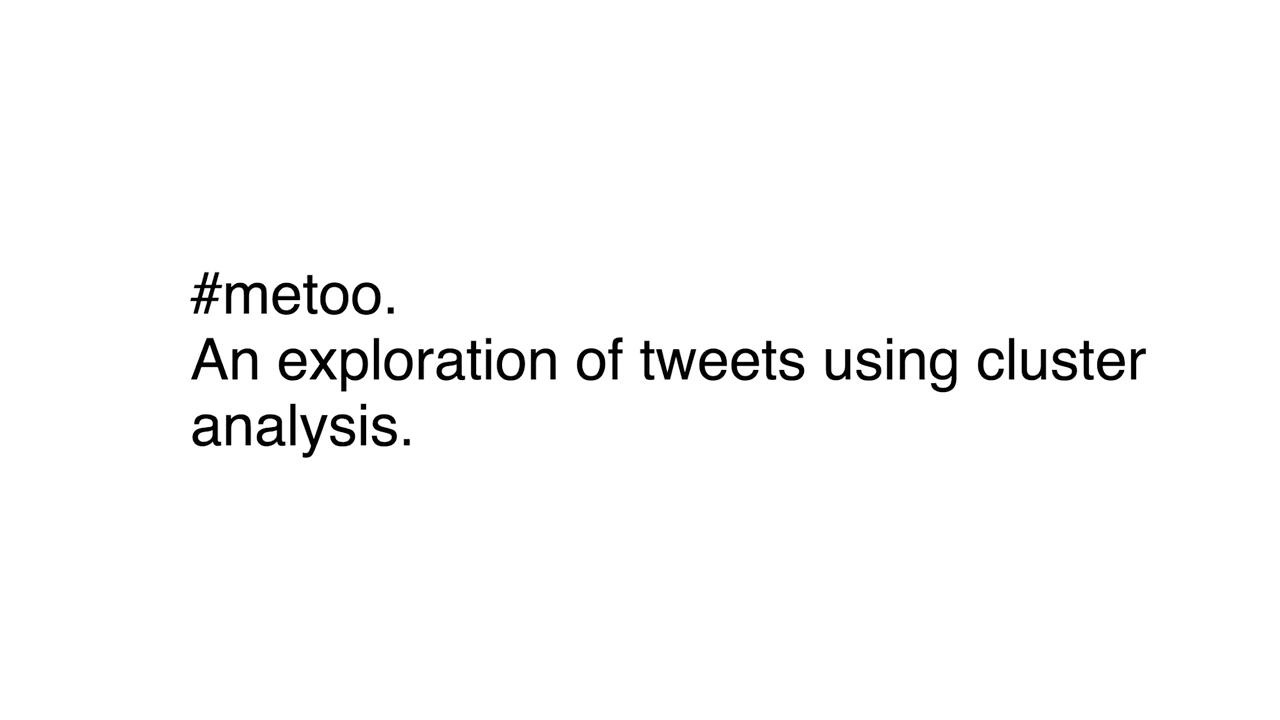 #metoo.
An exploration of tweets using cluster
analysis.